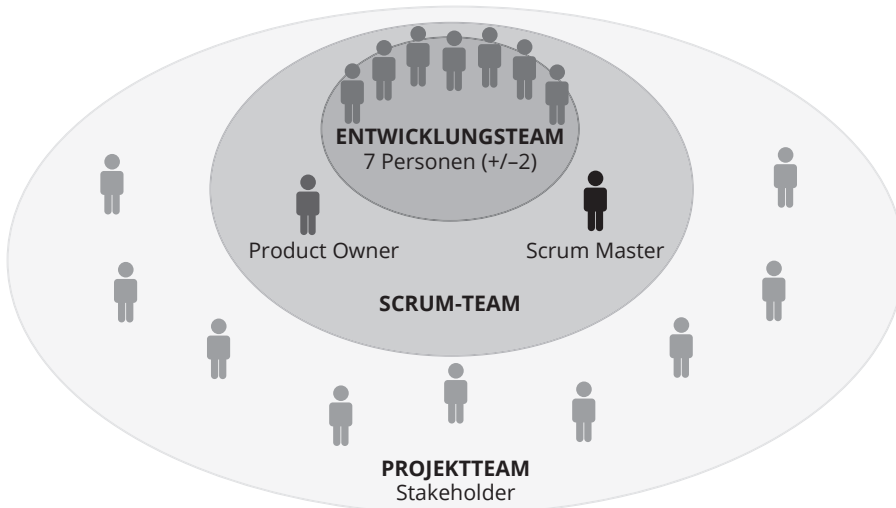 ENTWICKLUNGSTEAM
7 Personen (+/–2)
Product Owner
Scrum Master
SCRUM-TEAM
PROJEKTTEAM
Stakeholder